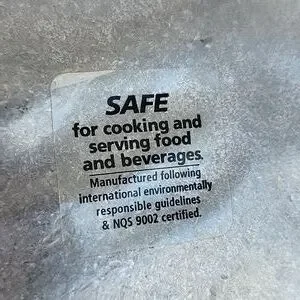 SAFE
for cooking and
serving food
and beverages.
Manufactured following
international environmentally
responsible guidelines
& NQS 9002 certified.